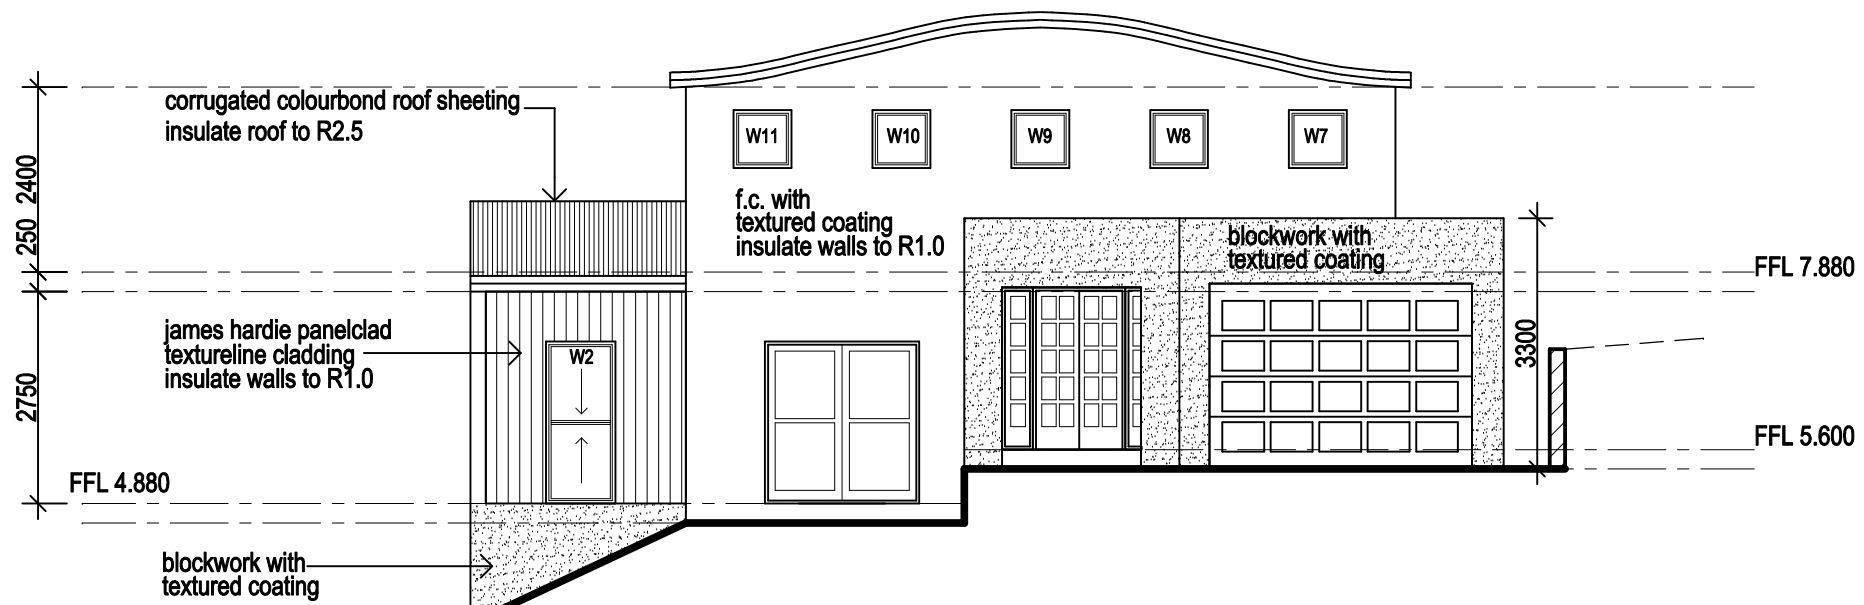 corrugated colourbond roof sheeting
insulate roof to R2.5
W11
W10
W9
W8
W7
2400
250
2750
f.c. with
textured coating
insulate walls to R1.0
blockwork with
textured coating
FFL 7.880
james hardie panelclad
textureline cladding
insulate walls to R1.0
W2
3300
FFL 5.600
FFL 4.880
blockwork with
textured coating